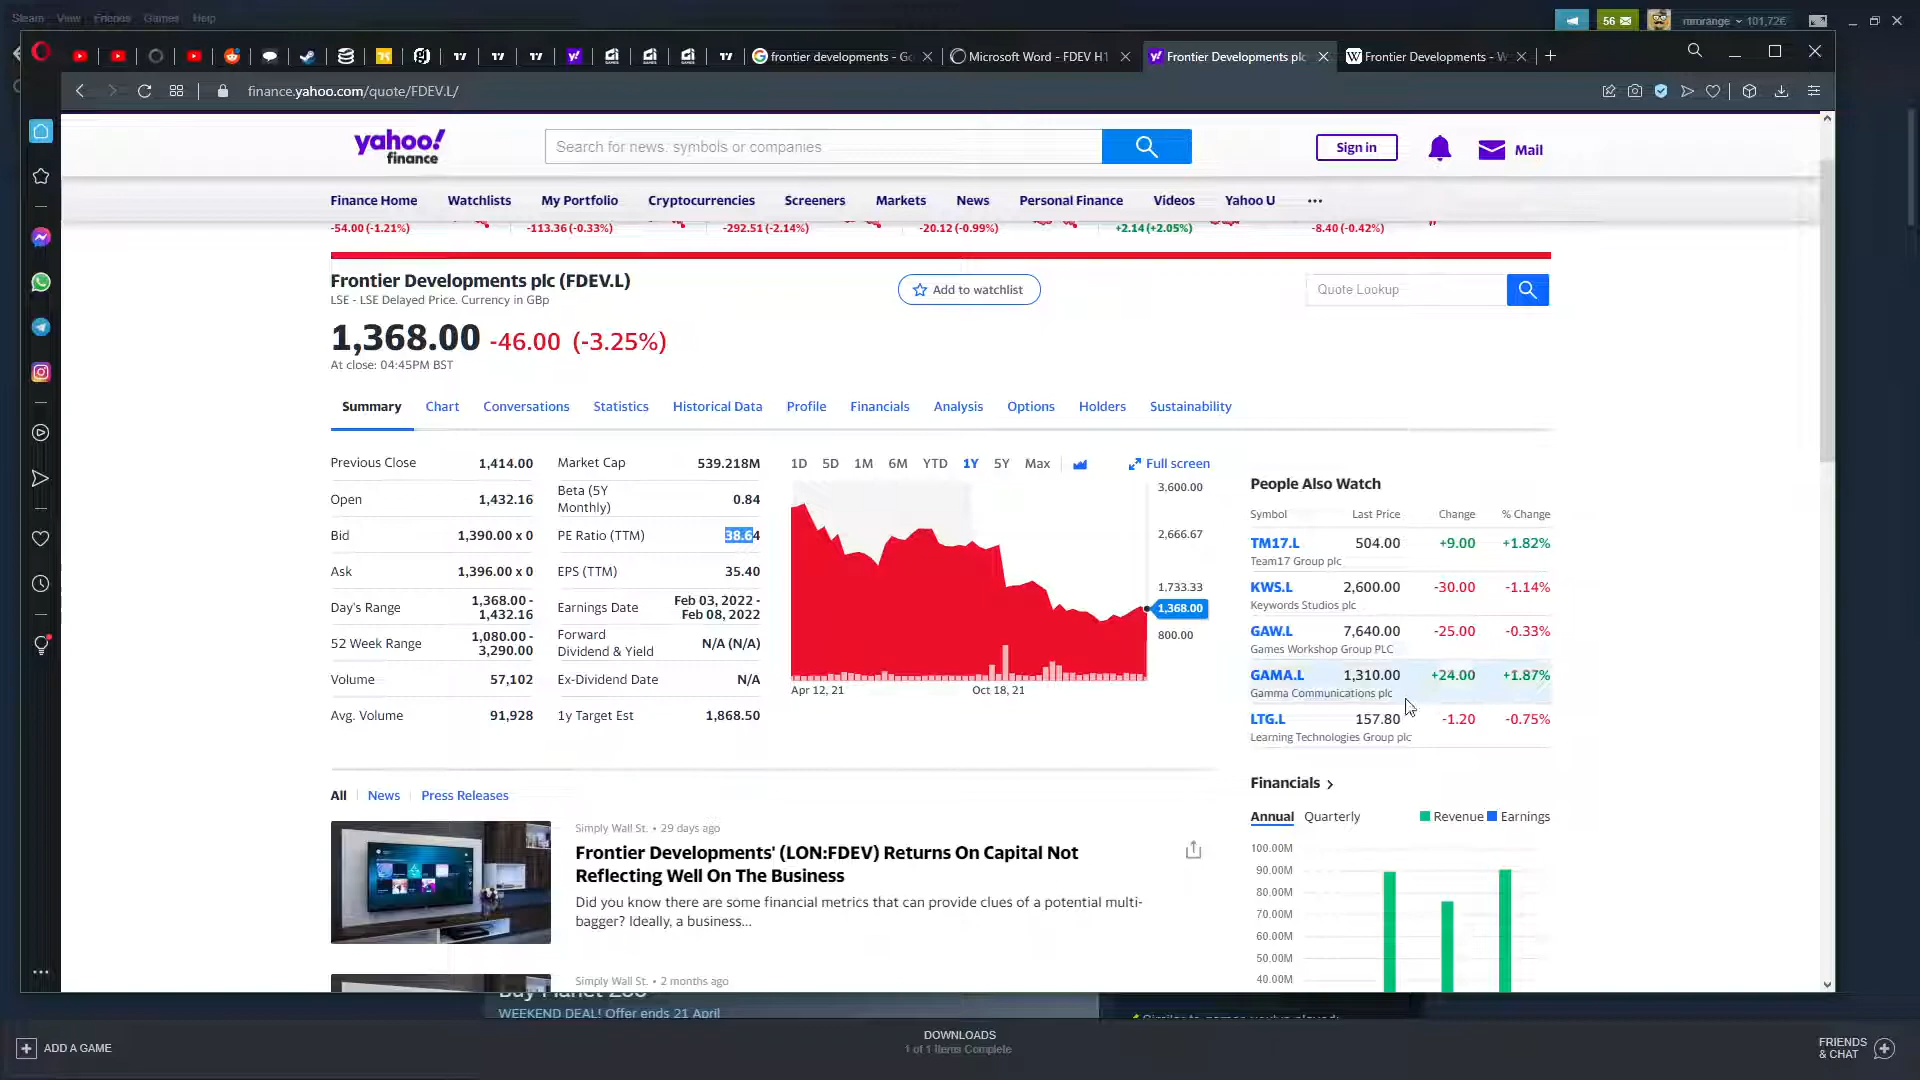 Steam View Friends Games Help
56
101,72€
frontier developments - Go
Microsoft Word - FDEV H1
Frontier Developments plc
Frontier Developments - W
finance.yahoo.com/quote/FDEV.L/
yahoo!
finance
Search for news, symbols or companies
Sign in
Mail
Finance Home Watchlists My Portfolio Cryptocurrencies Screeners Markets News Personal Finance Videos Yahoo U ...
-54.00 (-1.21%) -113.36 (-0.33%) -292.51 (-2.14%) -20.12 (-0.99%) +2.14 (+2.05%) -8.40 (-0.42%)
Frontier Developments plc (FDEV.L)
LSE - LSE Delayed Price. Currency in GBp
Add to watchlist
Quote Lookup
1,368.00 -46.00 (-3.25%)
At close: 04:45PM BST
Summary Chart Conversations Statistics Historical Data Profile Financials Analysis Options Holders Sustainability
Previous Close 1,414.00
Open 1,432.16
Bid 1,390.00 x 0
Ask 1,396.00 x 0
Day's Range 1,368.00 -
1,432.16
52 Week Range 1,080.00 -
3,290.00
Volume 57,102
Avg. Volume 91,928
Market Cap 539.218M
Beta (5Y
Monthly) 0.84
PE Ratio (TTM) 38.64
EPS (TTM) 35.40
Earnings Date Feb 03, 2022 -
Feb 08, 2022
Forward
Dividend & Yield N/A (N/A)
Ex-Dividend Date N/A
1y Target Est 1,868.50
1D 5D 1M 6M YTD 1Y 5Y Max
Full screen
3,600.00
2,666.67
1,733.33
1,368.00
800.00
Apr 12, 21 Oct 18, 21
People Also Watch
Symbol Last Price Change % Change
TM17.L 504.00 +9.00 +1.82%
Team17 Group plc
KWS.L 2,600.00 -30.00 -1.14%
Keywords Studios plc
GAW.L 7,640.00 -25.00 -0.33%
Games Workshop Group PLC
GAMA.L 1,310.00 +24.00 +1.87%
Gamma Communications plc
LTG.L 157.80 -1.20 -0.75%
Learning Technologies Group plc
Financials
Annual Quarterly Revenue Earnings
100.00M
90.00M
80.00M
70.00M
60.00M
50.00M
40.00M
All News Press Releases
Simply Wall St. • 29 days ago
Frontier Developments' (LON:FDEV) Returns On Capital Not
Reflecting Well On The Business
Did you know there are some financial metrics that can provide clues of a potential multi-
bagger? Ideally, a business...
Simply Wall St. • 2 months ago
Buy Planet Zoo
WEEKEND DEAL! Offer ends 21 April
ADD A GAME
DOWNLOADS
1 of 1 Items Complete
FRIENDS
& CHAT